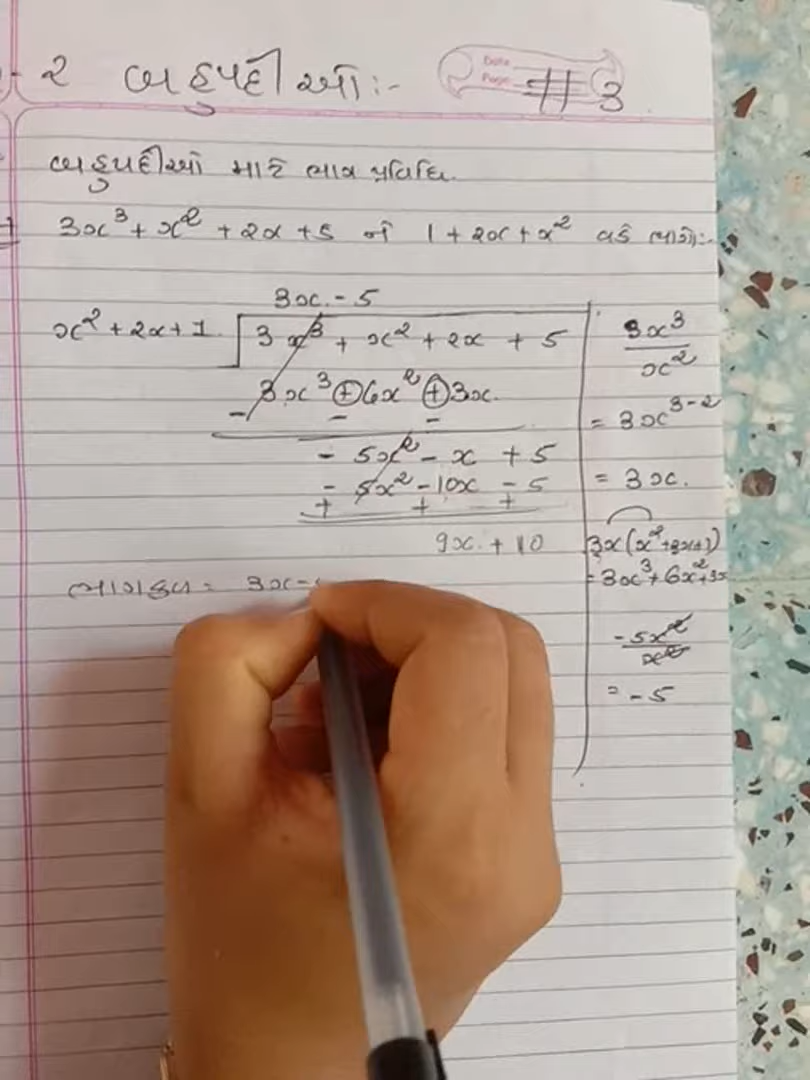 - 2 બહુપદીઓ :-
Date
Page
#3
બહુપદીઓ માટે ભાગ પ્રવિધિ.
3x³ + x² + 2x + 5 ને 1 + 2x + x² વડે ભાગો:-
3x - 5
x² + 2x + 1 3x³ + x² + 2x + 5
3x³ + 6x² + 3x
- - -
- 5x² - x + 5
- 5x² - 10x - 5
+ + +
9x + 10
ભાગફળ = 3x -
3x³
x²
= 3x³⁻²
= 3x.
3x(x²+2x+1)
= 3x³ + 6x² + 3x
-5x²
x²
= - 5